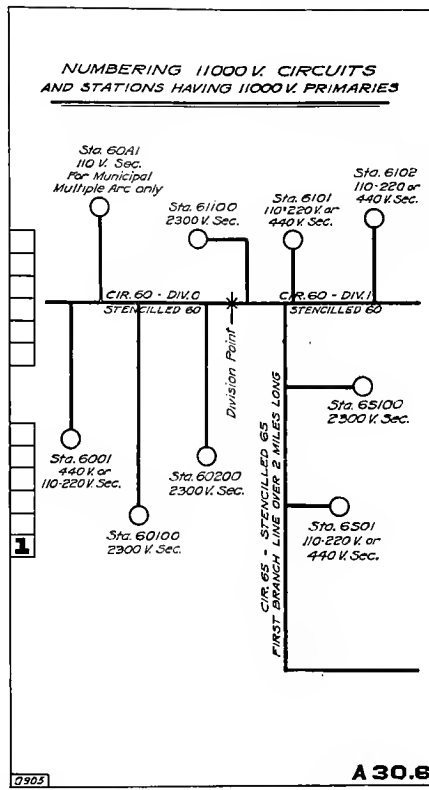 NUMBERING 11000 V. CIRCUITS
AND STATIONS HAVING 11000 V. PRIMARIES
Sta. 60A1
110 V. Sec.
For Municipal
Multiple Arc only
Sta. 61100
2300 V. Sec.
Sta. 6101
110-220 V. or
440 V. Sec.
Sta. 6102
110-220 or
440 V. Sec.
CIR. 60 - DIV. 0
STENCILLED 60
CIR. 60 - DIV. 1
STENCILLED 60
Division Point
Sta. 6001
440 V. or
110-220 V. Sec.
Sta. 60100
2300 V. Sec.
Sta. 60200
2300 V. Sec.
CIR. 65 - STENCILLED 65
FIRST BRANCH LINE OVER 2 MILES LONG
Sta. 65100
2300 V. Sec.
Sta. 6501
110-220 V. or
440 V. Sec.
1
0905
A 30.6